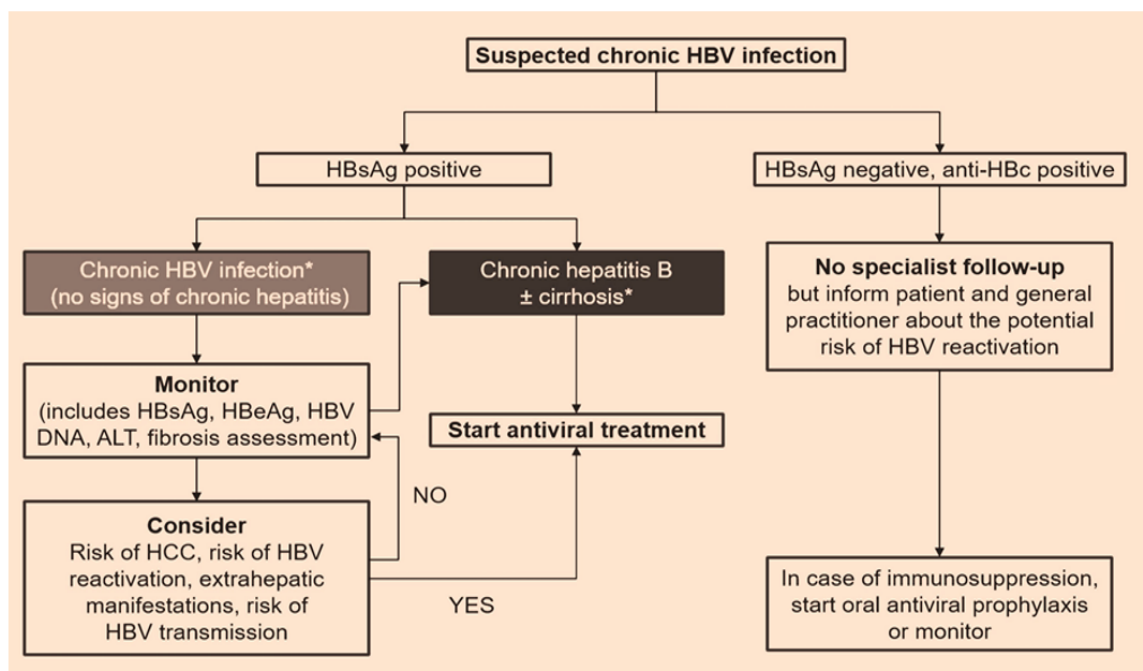 Suspected chronic HBV infection
HBsAg positive
HBsAg negative, anti-HBc positive
Chronic HBV infection*
(no signs of chronic hepatitis)
Chronic hepatitis B
± cirrhosis*
No specialist follow-up
but inform patient and general
practitioner about the potential
risk of HBV reactivation
Monitor
(includes HBsAg, HBeAg, HBV
DNA, ALT, fibrosis assessment)
Start antiviral treatment
NO
Consider
Risk of HCC, risk of HBV
reactivation, extrahepatic
manifestations, risk of
HBV transmission
YES
In case of immunosuppression,
start oral antiviral prophylaxis
or monitor